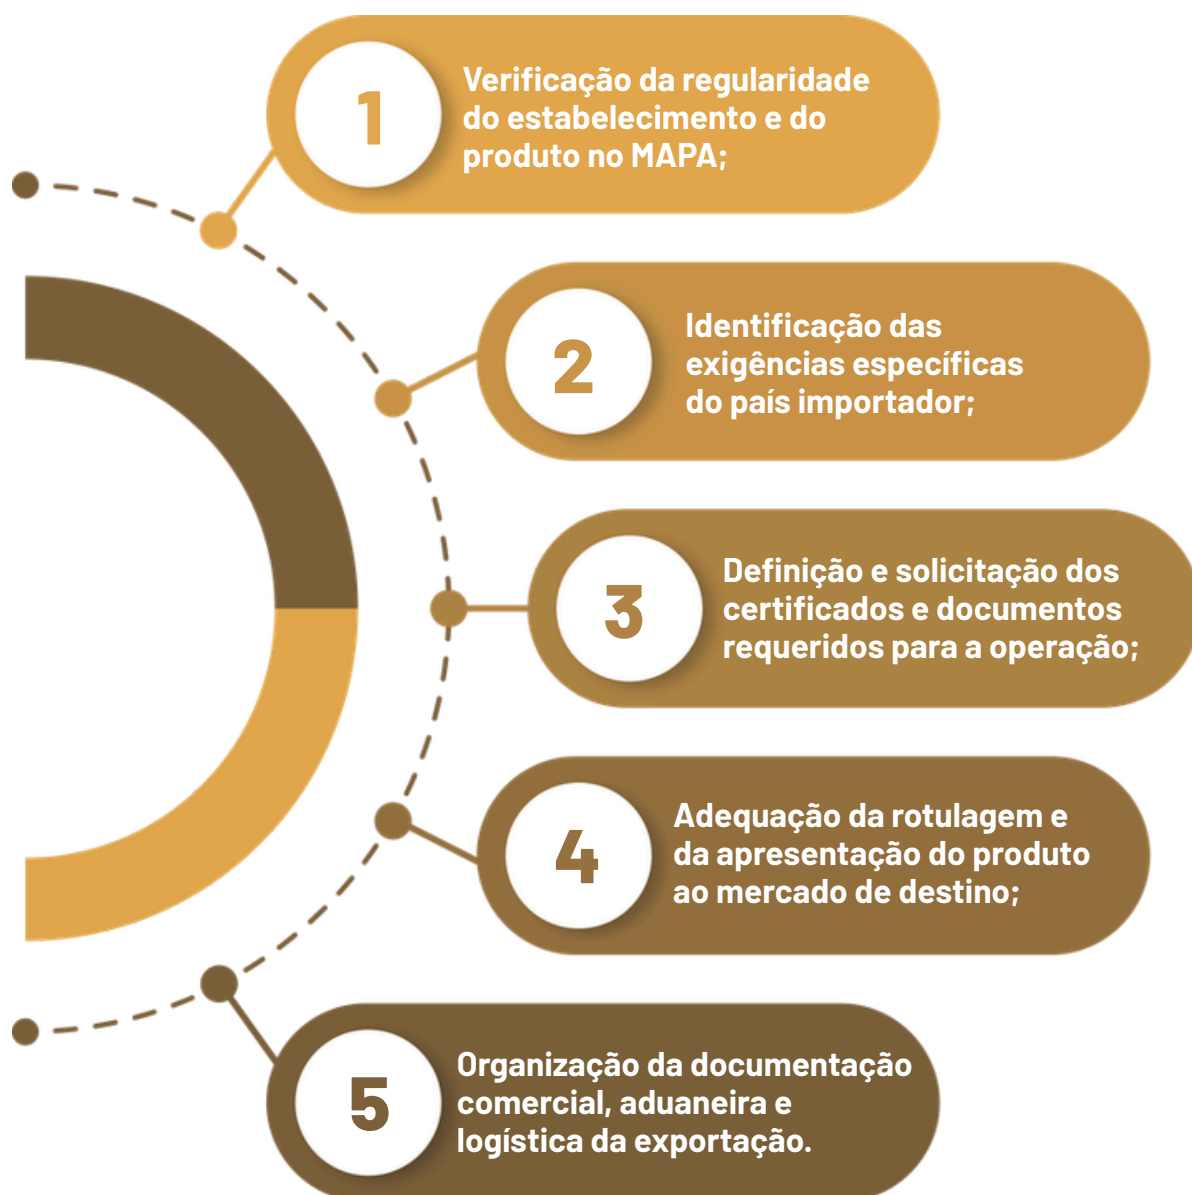 1
Verificação da regularidade
do estabelecimento e do
produto no MAPA;
2
Identificação das
exigências específicas
do país importador;
3
Definição e solicitação dos
certificados e documentos
requeridos para a operação;
4
Adequação da rotulagem e
da apresentação do produto
ao mercado de destino;
5
Organização da documentação
comercial, aduaneira e
logística da exportação.